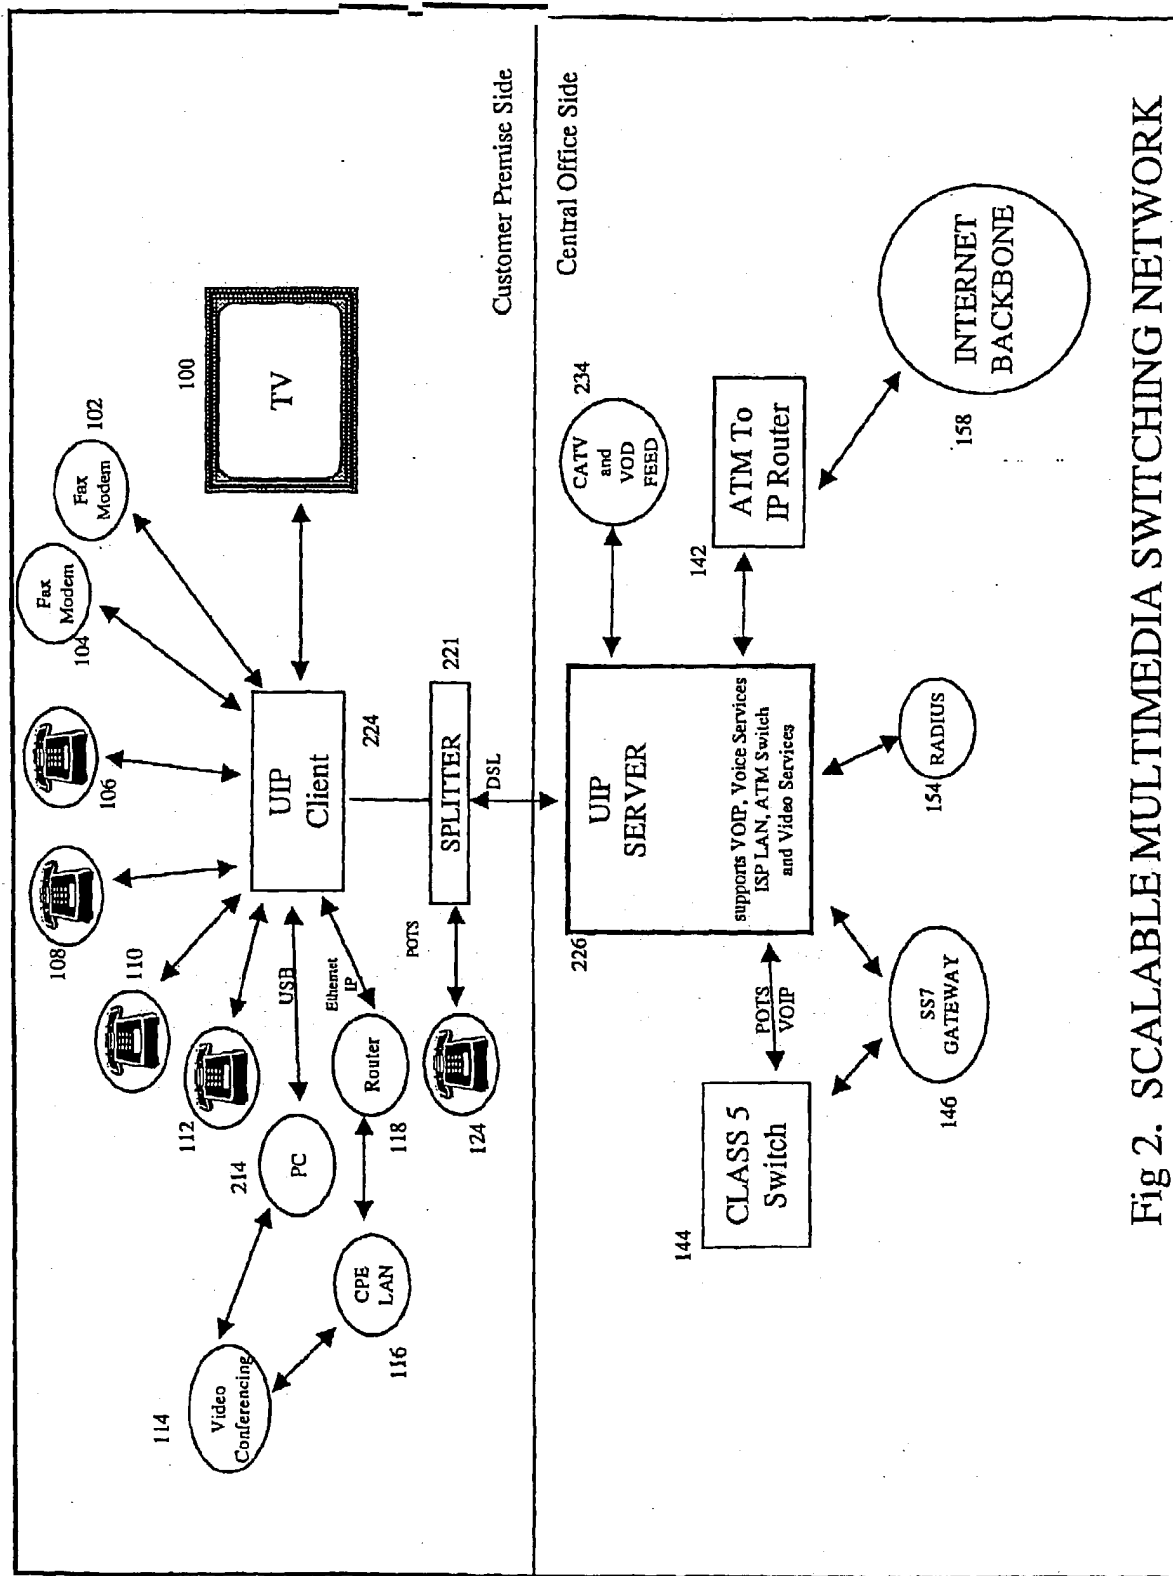 Customer Premise Side
114
Video
Conferencing
116
CPE
LAN
214
PC
118
Router
112
110
108
106
104
Fax
Modem
102
Fax
Modem
100
TV
USB
Ethernet
IP
UIP
Client
224
POTS
124
SPLITTER
221
DSL
Central Office Side
226
UIP
SERVER
supports VOIP, Voice Services
ISP LAN, ATM Switch
and Video Services
234
CATV
and
VOD
FEED
142
ATM To
IP Router
158
INTERNET
BACKBONE
144
CLASS 5
Switch
POTS
VOIP
146
SS7
GATEWAY
154
RADIUS
Fig 2. SCALABLE MULTIMEDIA SWITCHING NETWORK